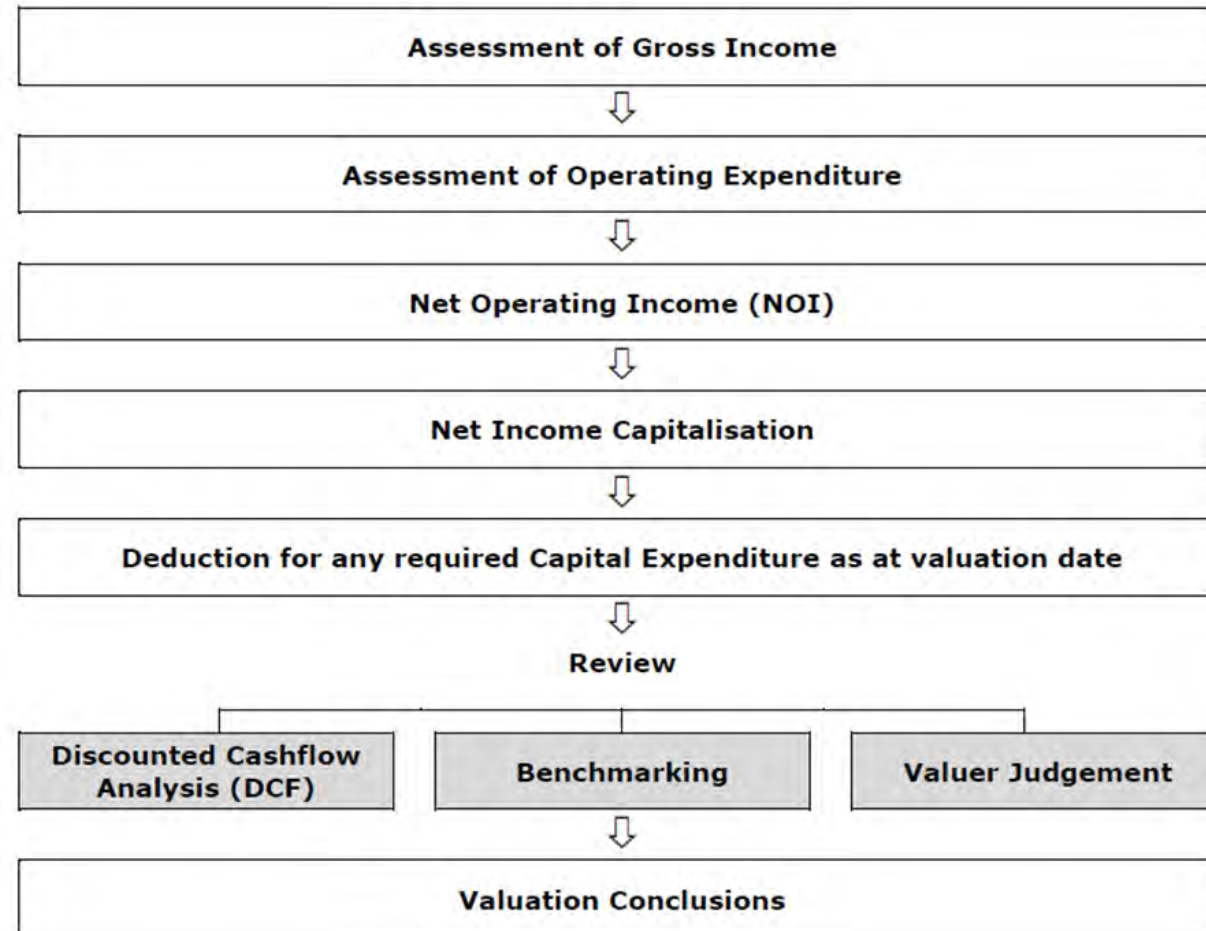 Assessment of Gross Income
Assessment of Operating Expenditure
Net Operating Income (NOI)
Net Income Capitalisation
Deduction for any required Capital Expenditure as at valuation date
Review
Discounted Cashflow
Analysis (DCF)
Benchmarking
Valuer Judgement
Valuation Conclusions